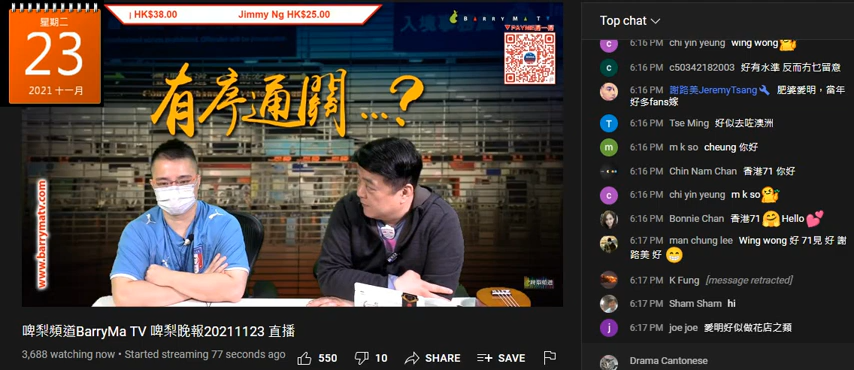 星期二
23
2021 十一月
HK$38.00
Jimmy Ng HK$25.00
BARRYMA TV
有序通關...?
www.barrymatv.com
啤梨頻道BarryMa TV 啤梨晚報20211123 直播
3,688 watching now • Started streaming 77 seconds ago
550
10
SHARE
SAVE
Top chat
6:16 PM chi yin yeung wing wong
6:16 PM c50342182003 好有水準 反而冇乜留意
6:16 PM 謝路美JeremyTsang 肥婆愛明，當年
好多fans嫁
6:16 PM Tse Ming 好似去咗澳洲
6:16 PM m k so cheung 你好
6:16 PM Chin Nam Chan 香港71 你好
6:16 PM chi yin yeung m k so
6:16 PM Bonnie Chan 香港71 Hello
6:17 PM man chung lee Wing wong 好 71見 好 謝
路美 好
6:17 PM K Fung [message retracted]
6:17 PM Sham Sham hi
6:17 PM joe joe 愛明好似做花店之類
Drama Cantonese